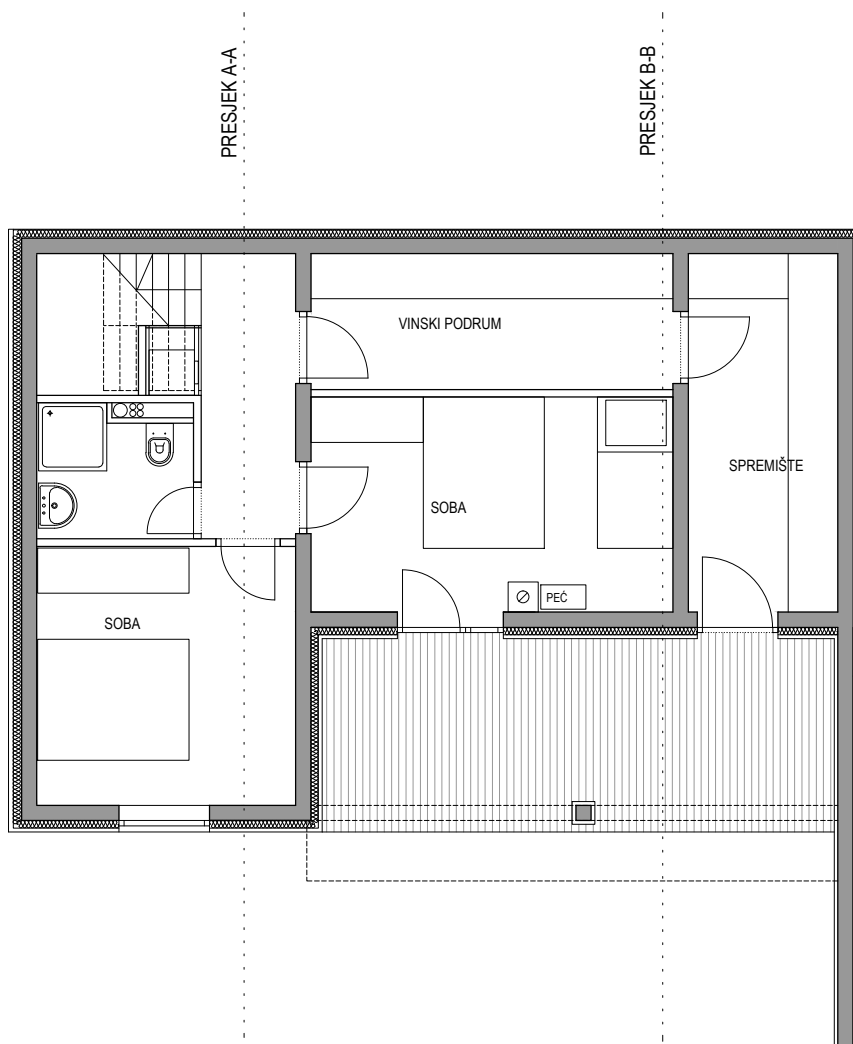 PRESJEK A-A
PRESJEK B-B
VINSKI PODRUM
SPREMIŠTE
SOBA
PEĆ
SOBA